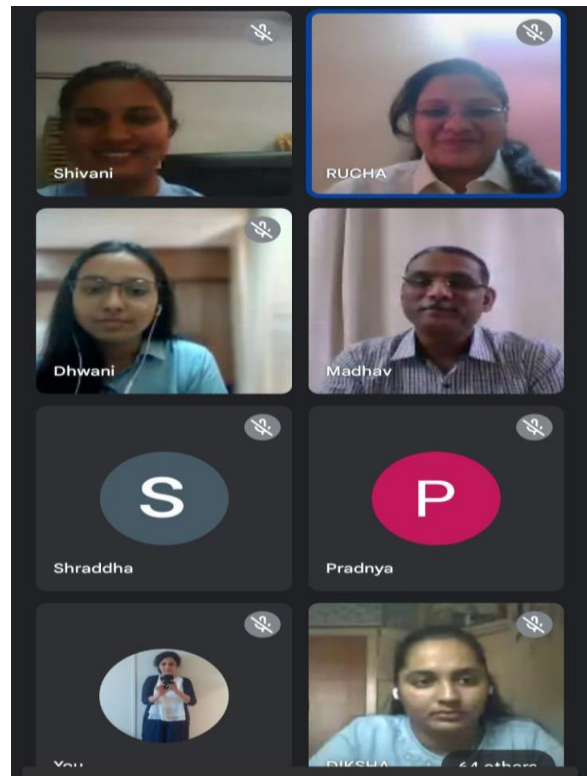 Shivani
RUCHA
Dhwani
Madhav
S
P
Shraddha
Pradnya
You
DIKSHA
64 others